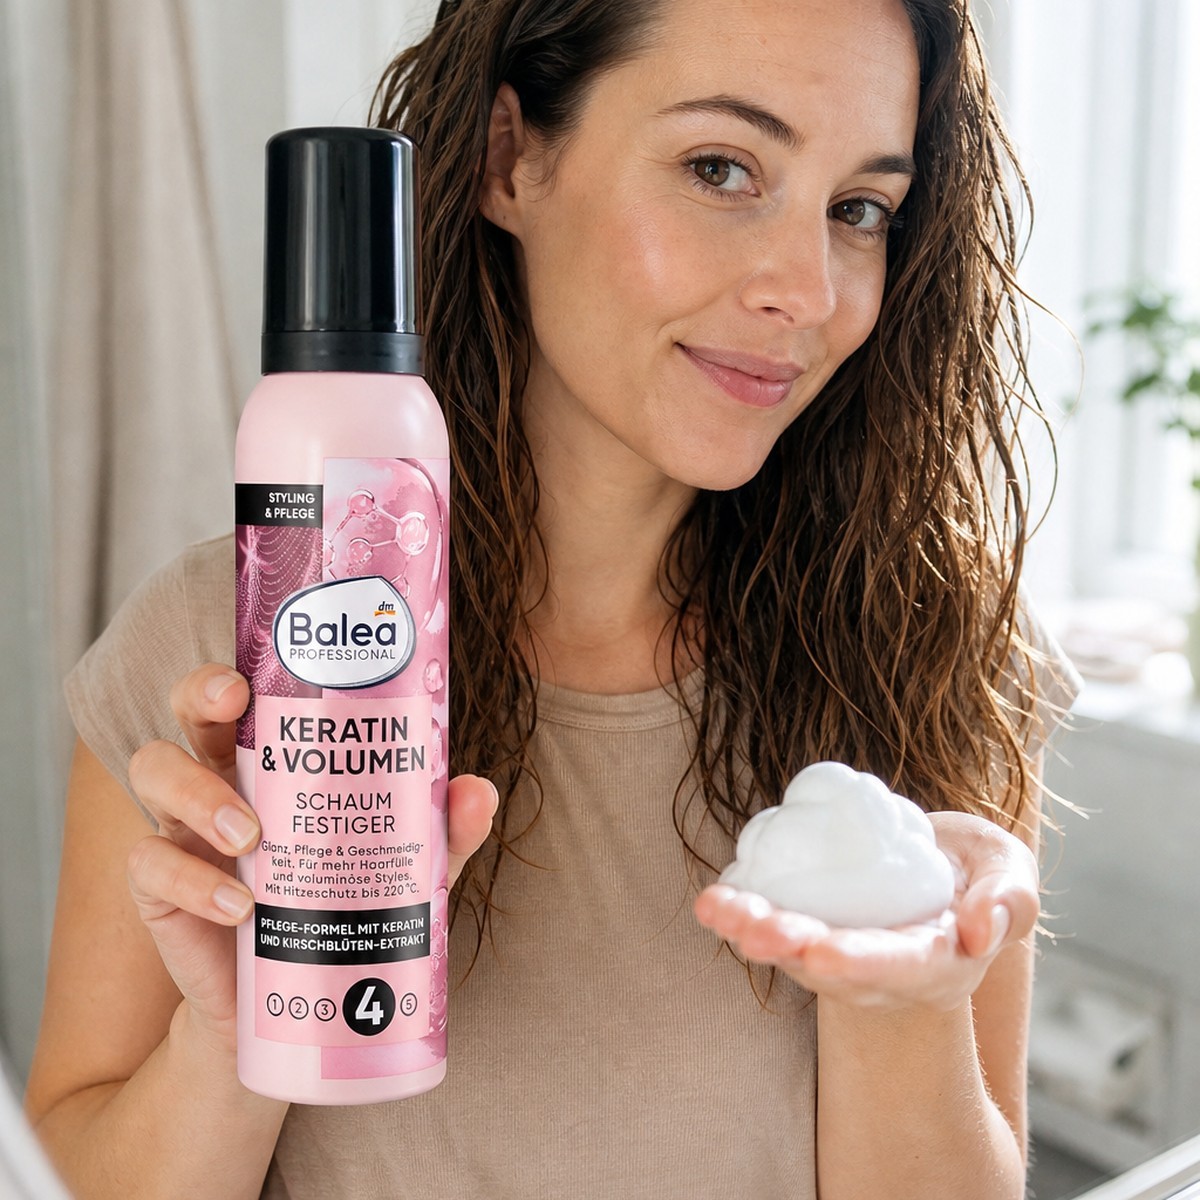 STYLING
& PFLEGE
dm
Balea
PROFESSIONAL
KERATIN
& VOLUMEN
SCHAUM
FESTIGER
Glanz, Pflege & Geschmeidig-
keit. Für mehr Haarfülle
und voluminöse Styles.
Mit Hitzeschutz bis 220°C.
PFLEGE-FORMEL MIT KERATIN
UND KIRSCHBLÜTEN-EXTRAKT
1 2 3 4 5